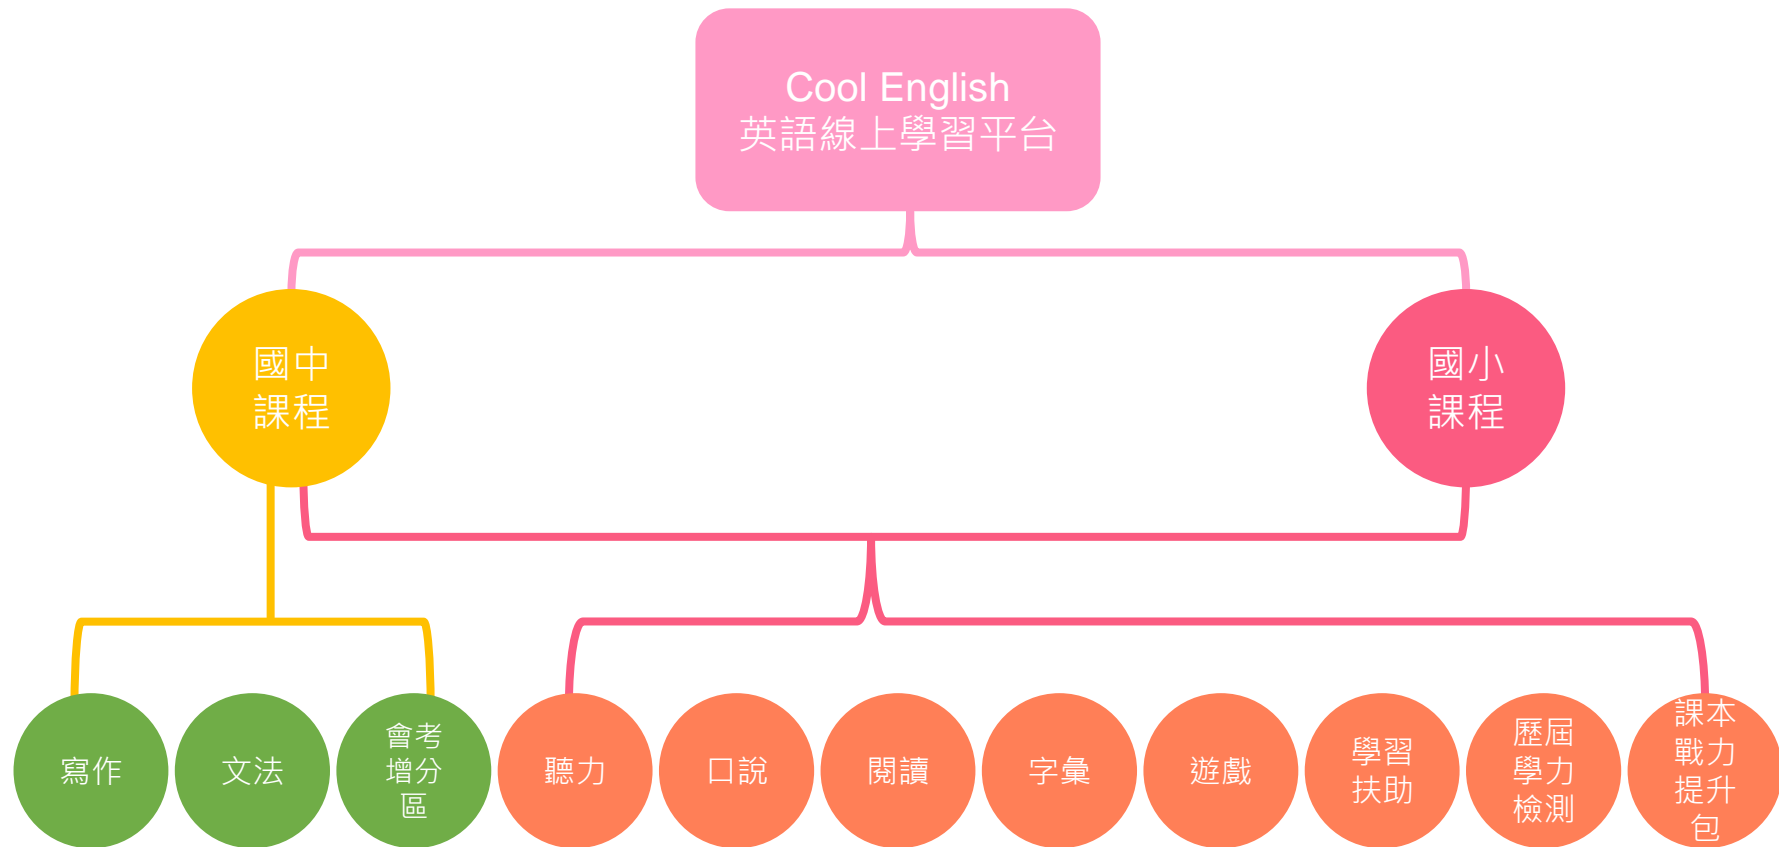 Cool English
英語線上學習平台
國中
課程
國小
課程
寫作
文法
會考
增分
區
聽力
口說
閱讀
字彙
遊戲
學習
扶助
歷屆
學力
檢測
課本
戰力
提升
包